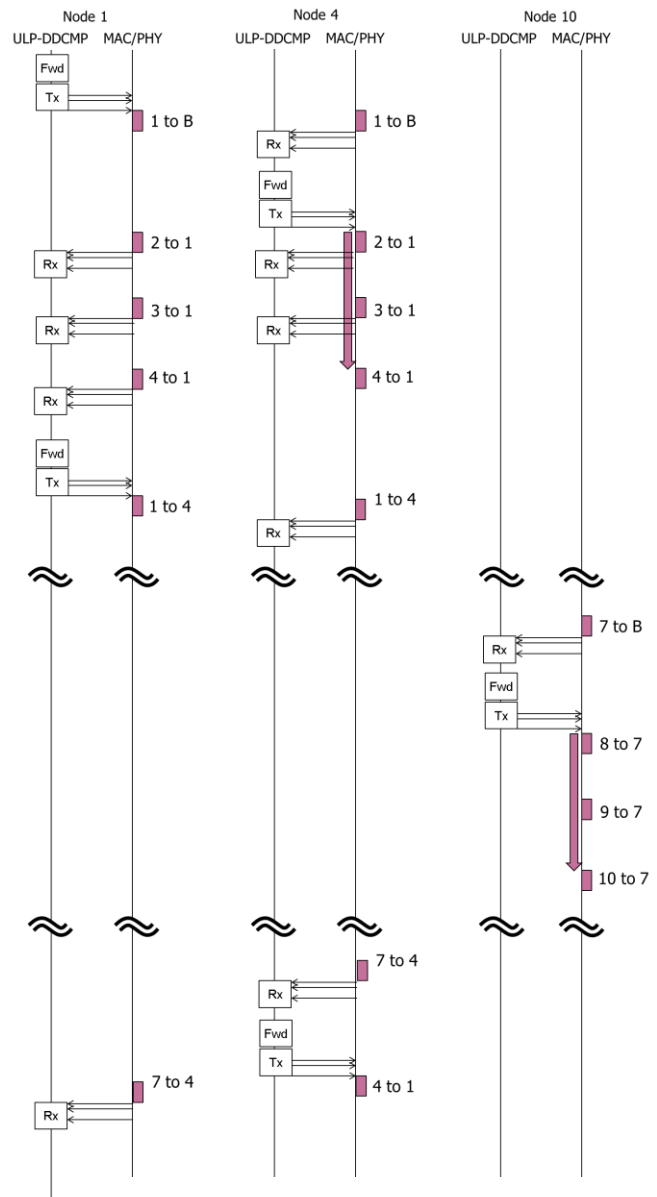 Node 1 Node 4 Node 10
ULP-DDCMP MAC/PHY ULP-DDCMP MAC/PHY ULP-DDCMP MAC/PHY
Fwd
Tx
1 to B 1 to B
Rx
Fwd
Tx
2 to 1 2 to 1
Rx Rx
3 to 1 3 to 1
Rx Rx
4 to 1 4 to 1
Rx
Fwd
Tx
1 to 4 1 to 4
Rx
7 to B
Rx
Fwd
Tx
8 to 7
9 to 7
10 to 7
7 to 4
Rx
Fwd
Tx
7 to 4 4 to 1
Rx